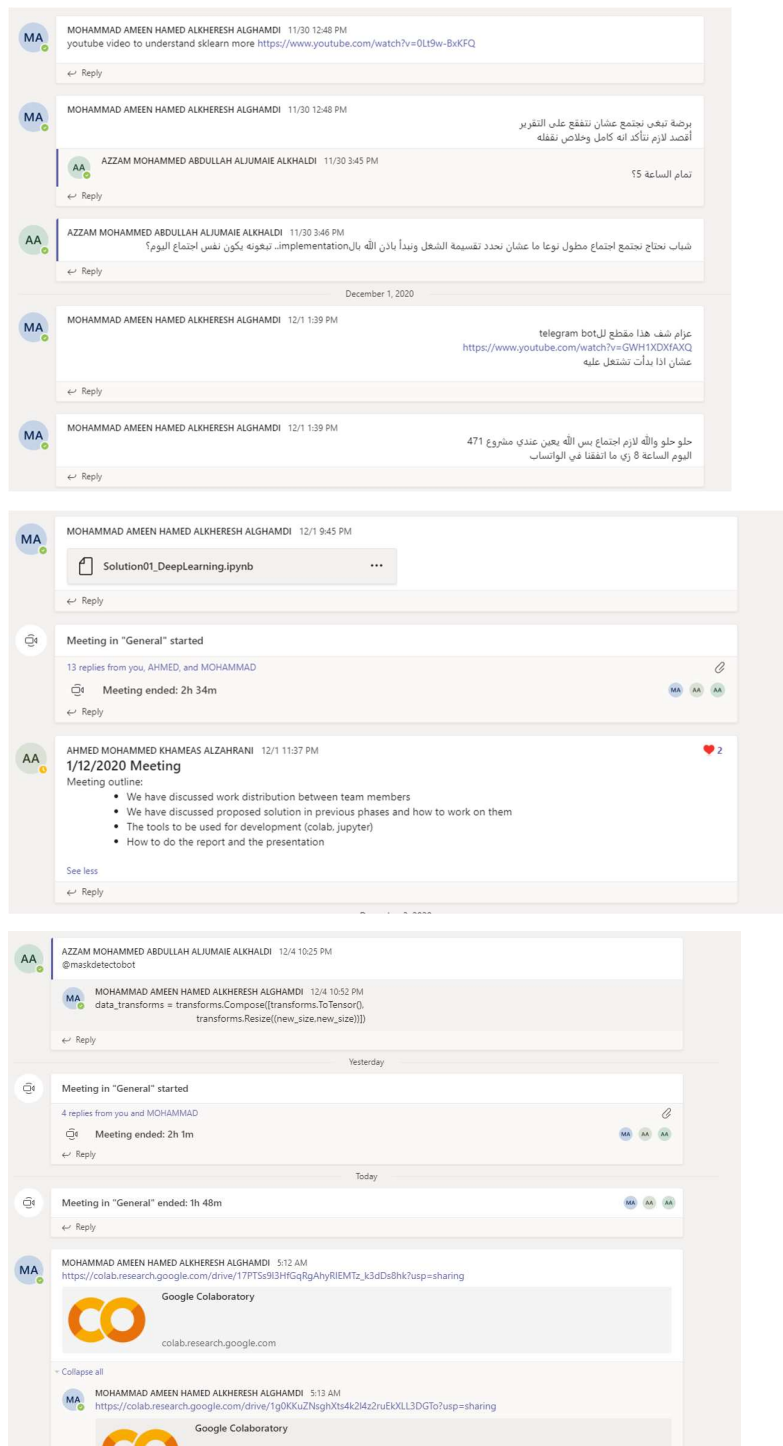 MA
MOHAMMAD AMEEN HAMED ALKHERESH ALGHAMDI 11/30 12:48 PM
youtube video to understand sklearn more https://www.youtube.com/watch?v=0Lt9w-BxKFQ
Reply
MA
MOHAMMAD AMEEN HAMED ALKHERESH ALGHAMDI 11/30 12:48 PM
برضة تبغى نجتمع عشان نتفقع على التقرير
أقصد لازم نتأكد انه كامل وخلاص نقفله
AA
AZZAM MOHAMMED ABDULLAH ALJUMAIE ALKHALDI 11/30 3:45 PM
تمام الساعة 5؟
Reply
AA
AZZAM MOHAMMED ABDULLAH ALJUMAIE ALKHALDI 11/30 3:46 PM
شباب نحتاج نجتمع اجتماع مطول نوعا ما عشان نحدد تقسيمة الشغل ونبدأ باذن الله بالimplementation.. تبغونه يكون نفس اجتماع اليوم؟
Reply
December 1, 2020
MA
MOHAMMAD AMEEN HAMED ALKHERESH ALGHAMDI 12/1 1:39 PM
عزام شف هذا مقطع للtelegram bot
https://www.youtube.com/watch?v=GWH1XDXfAXQ
عشان اذا بدأت تشتغل عليه
Reply
MA
MOHAMMAD AMEEN HAMED ALKHERESH ALGHAMDI 12/1 1:39 PM
حلو حلو والله لازم اجتماع بس الله يعين عندي مشروع 471
اليوم الساعة 8 زي ما اتفقنا في الواتساب
Reply
MA
MOHAMMAD AMEEN HAMED ALKHERESH ALGHAMDI 12/1 9:45 PM
Solution01_DeepLearning.ipynb
Reply
Meeting in "General" started
13 replies from you, AHMED, and MOHAMMAD
Meeting ended: 2h 34m MA AA AA
Reply
AA
AHMED MOHAMMED KHAMEAS ALZAHRANI 12/1 11:37 PM 2
1/12/2020 Meeting
Meeting outline:
• We have discussed work distribution between team members
• We have discussed proposed solution in previous phases and how to work on them
• The tools to be used for development (colab, jupyter)
• How to do the report and the presentation
See less
Reply
AA
AZZAM MOHAMMED ABDULLAH ALJUMAIE ALKHALDI 12/4 10:25 PM
@maskdetectobot
MA
MOHAMMAD AMEEN HAMED ALKHERESH ALGHAMDI 12/4 10:52 PM
data_transforms = transforms.Compose([transforms.ToTensor(),
transforms.Resize((new_size,new_size))])
Reply
Yesterday
Meeting in "General" started
4 replies from you and MOHAMMAD
Meeting ended: 2h 1m MA AA AA
Reply
Today
Meeting in "General" ended: 1h 48m MA AA AA
Reply
MA
MOHAMMAD AMEEN HAMED ALKHERESH ALGHAMDI 5:12 AM
https://colab.research.google.com/drive/17PTSs9I3HfGqRgAhyRIEMTz_k3dDs8hk?usp=sharing
Google Colaboratory
colab.research.google.com
Collapse all
MA
MOHAMMAD AMEEN HAMED ALKHERESH ALGHAMDI 5:13 AM
https://colab.research.google.com/drive/1g0KKuZNsghXts4k2l4z2ruEkXLL3DGTo?usp=sharing
Google Colaboratory